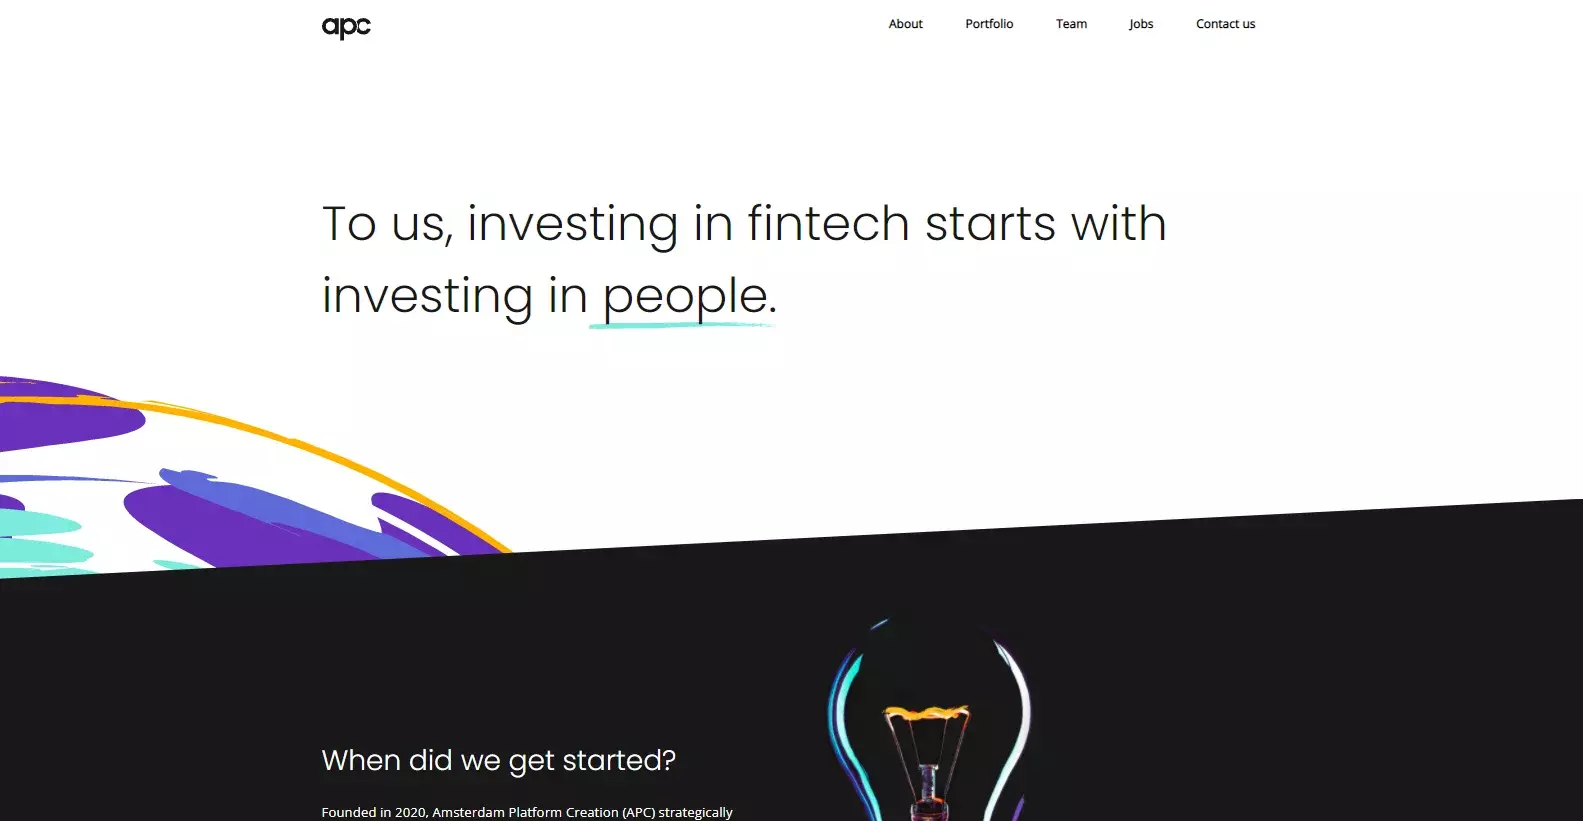 apc
About
Portfolio
Team
Jobs
Contact us
To us, investing in fintech starts with
investing in people.
When did we get started?
Founded in 2020, Amsterdam Platform Creation (APC) strategically